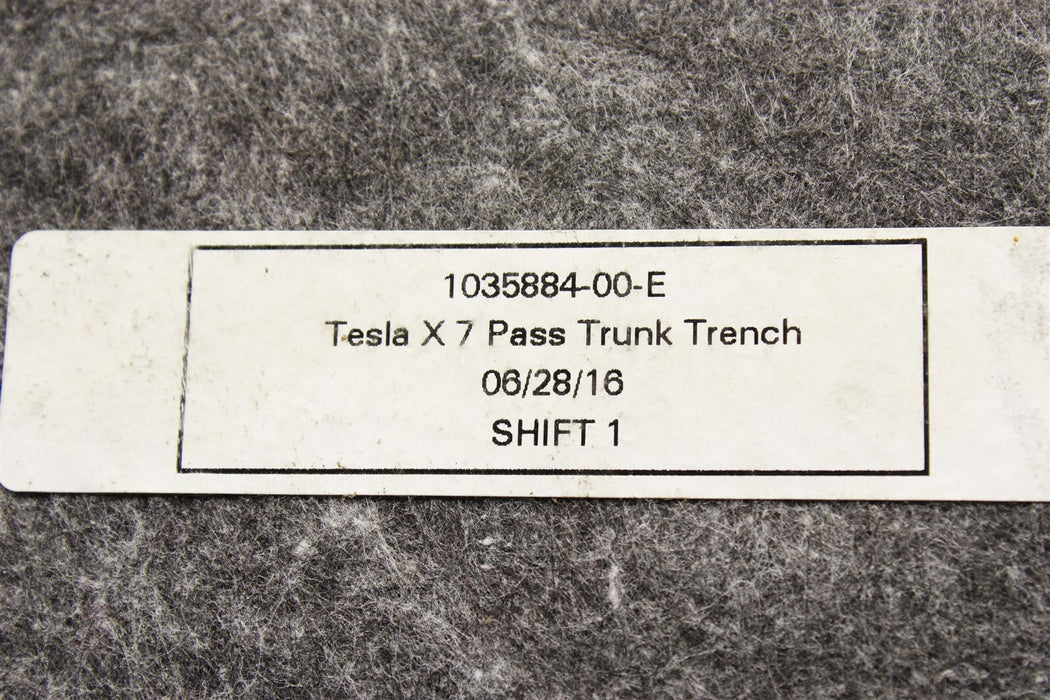 1035884-00-E
Tesla X 7 Pass Trunk Trench
06/28/16
SHIFT 1